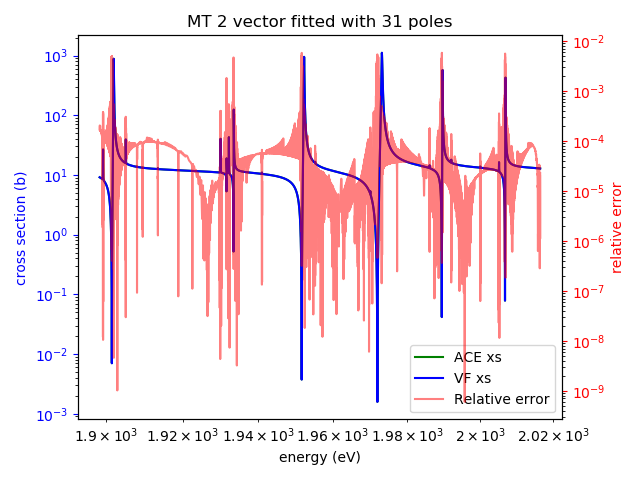 MT 2 vector fitted with 31 poles
10³
10²
10¹
10⁰
10⁻¹
10⁻²
10⁻³
cross section (b)
10⁻²
10⁻³
10⁻⁴
10⁻⁵
10⁻⁶
10⁻⁷
10⁻⁸
10⁻⁹
relative error
ACE xs
VF xs
Relative error
1.9 × 10³ 1.92 × 10³ 1.94 × 10³ 1.96 × 10³ 1.98 × 10³ 2 × 10³ 2.02 × 10³
energy (eV)